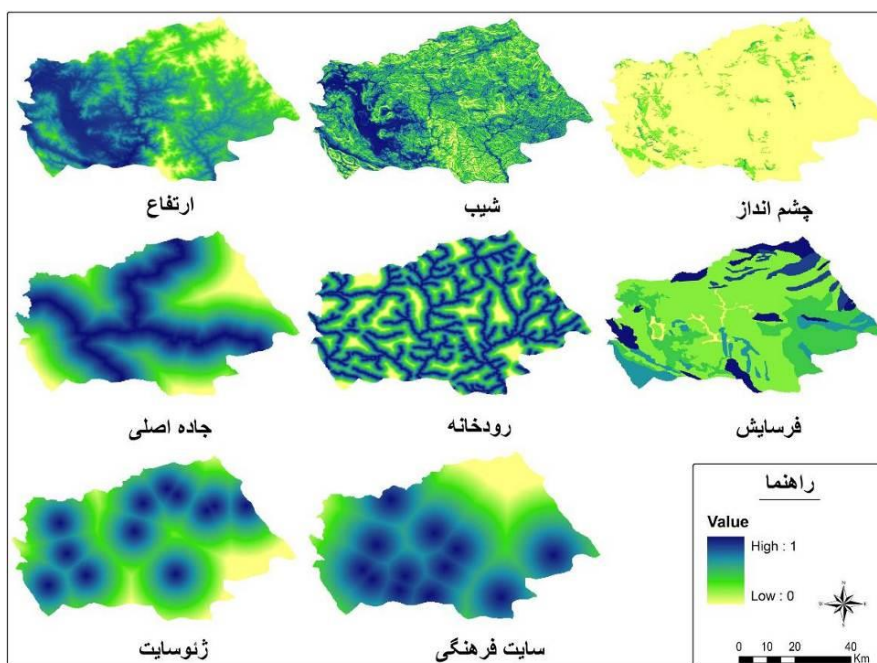 ارتفاع
شیب
چشم انداز
جاده اصلی
رودخانه
فرسایش
ژئوسایت
سایت فرهنگی
راهنما
Value
High : 1
Low : 0
0 10 20 40
Km